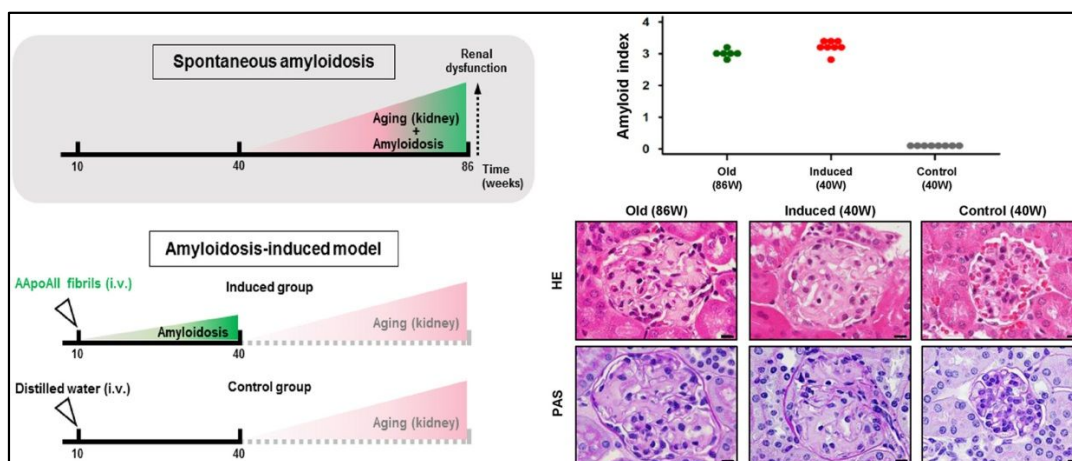 Spontaneous amyloidosis
Renal
dysfunction
Aging (kidney)
+
Amyloidosis
10
40
86
Time
(weeks)
Amyloidosis-induced model
AApoAII fibrils (i.v.)
Induced group
Amyloidosis
Aging (kidney)
10
40
Distilled water (i.v.)
Control group
Aging (kidney)
10
40
Amyloid index
4
3
2
1
0
Old
(86W)
Induced
(40W)
Control
(40W)
Old (86W)
Induced (40W)
Control (40W)
HE
PAS